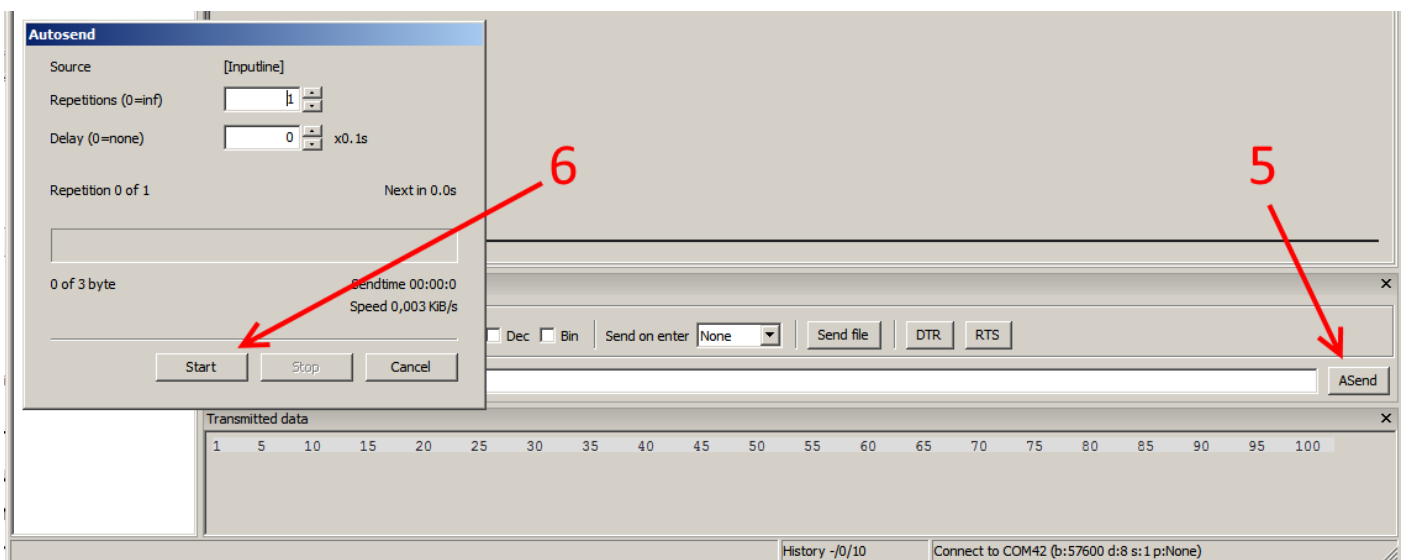 Autosend
Source [Inputline]
Repetitions (0=inf) 1
Delay (0=none) 0 x0.1s
6
5
Repetition 0 of 1 Next in 0.0s
0 of 3 byte Sendtime 00:00:0
Speed 0,003 KiB/s
Dec Bin Send on enter None Send file DTR RTS
Start Stop Cancel
ASend
Transmitted data
1 5 10 15 20 25 30 35 40 45 50 55 60 65 70 75 80 85 90 95 100
History -/0/10 Connect to COM42 (b:57600 d:8 s:1 p:None)